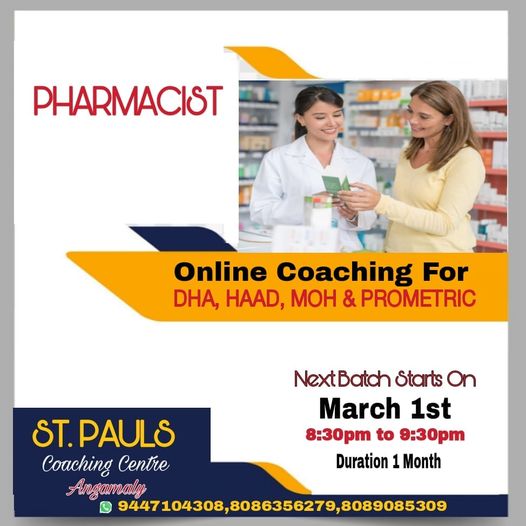 PHARMACIST
Online Coaching For
DHA, HAAD, MOH & PROMETRIC
Next Batch Starts On
March 1st
8:30pm to 9:30pm
Duration 1 Month
ST. PAULS
Coaching Centre
Angamaly
9447104308,8086356279,8089085309